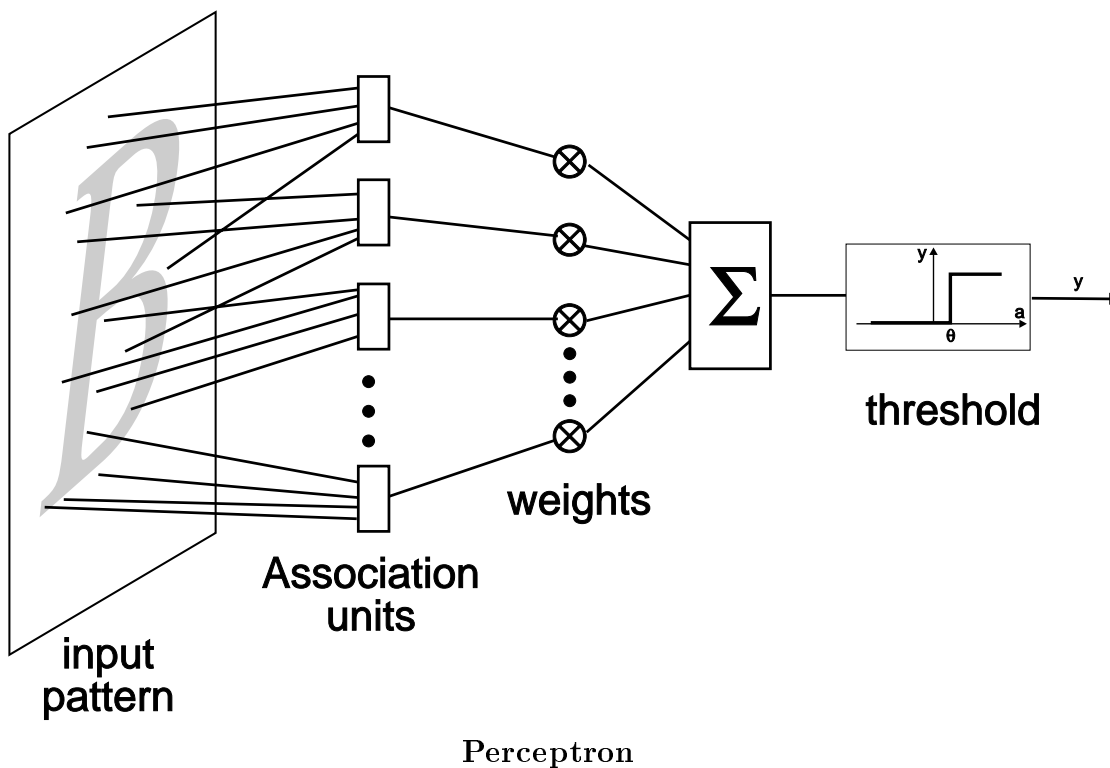 B
Σ
y
a
θ
y
threshold
weights
Association
units
input
pattern
Perceptron